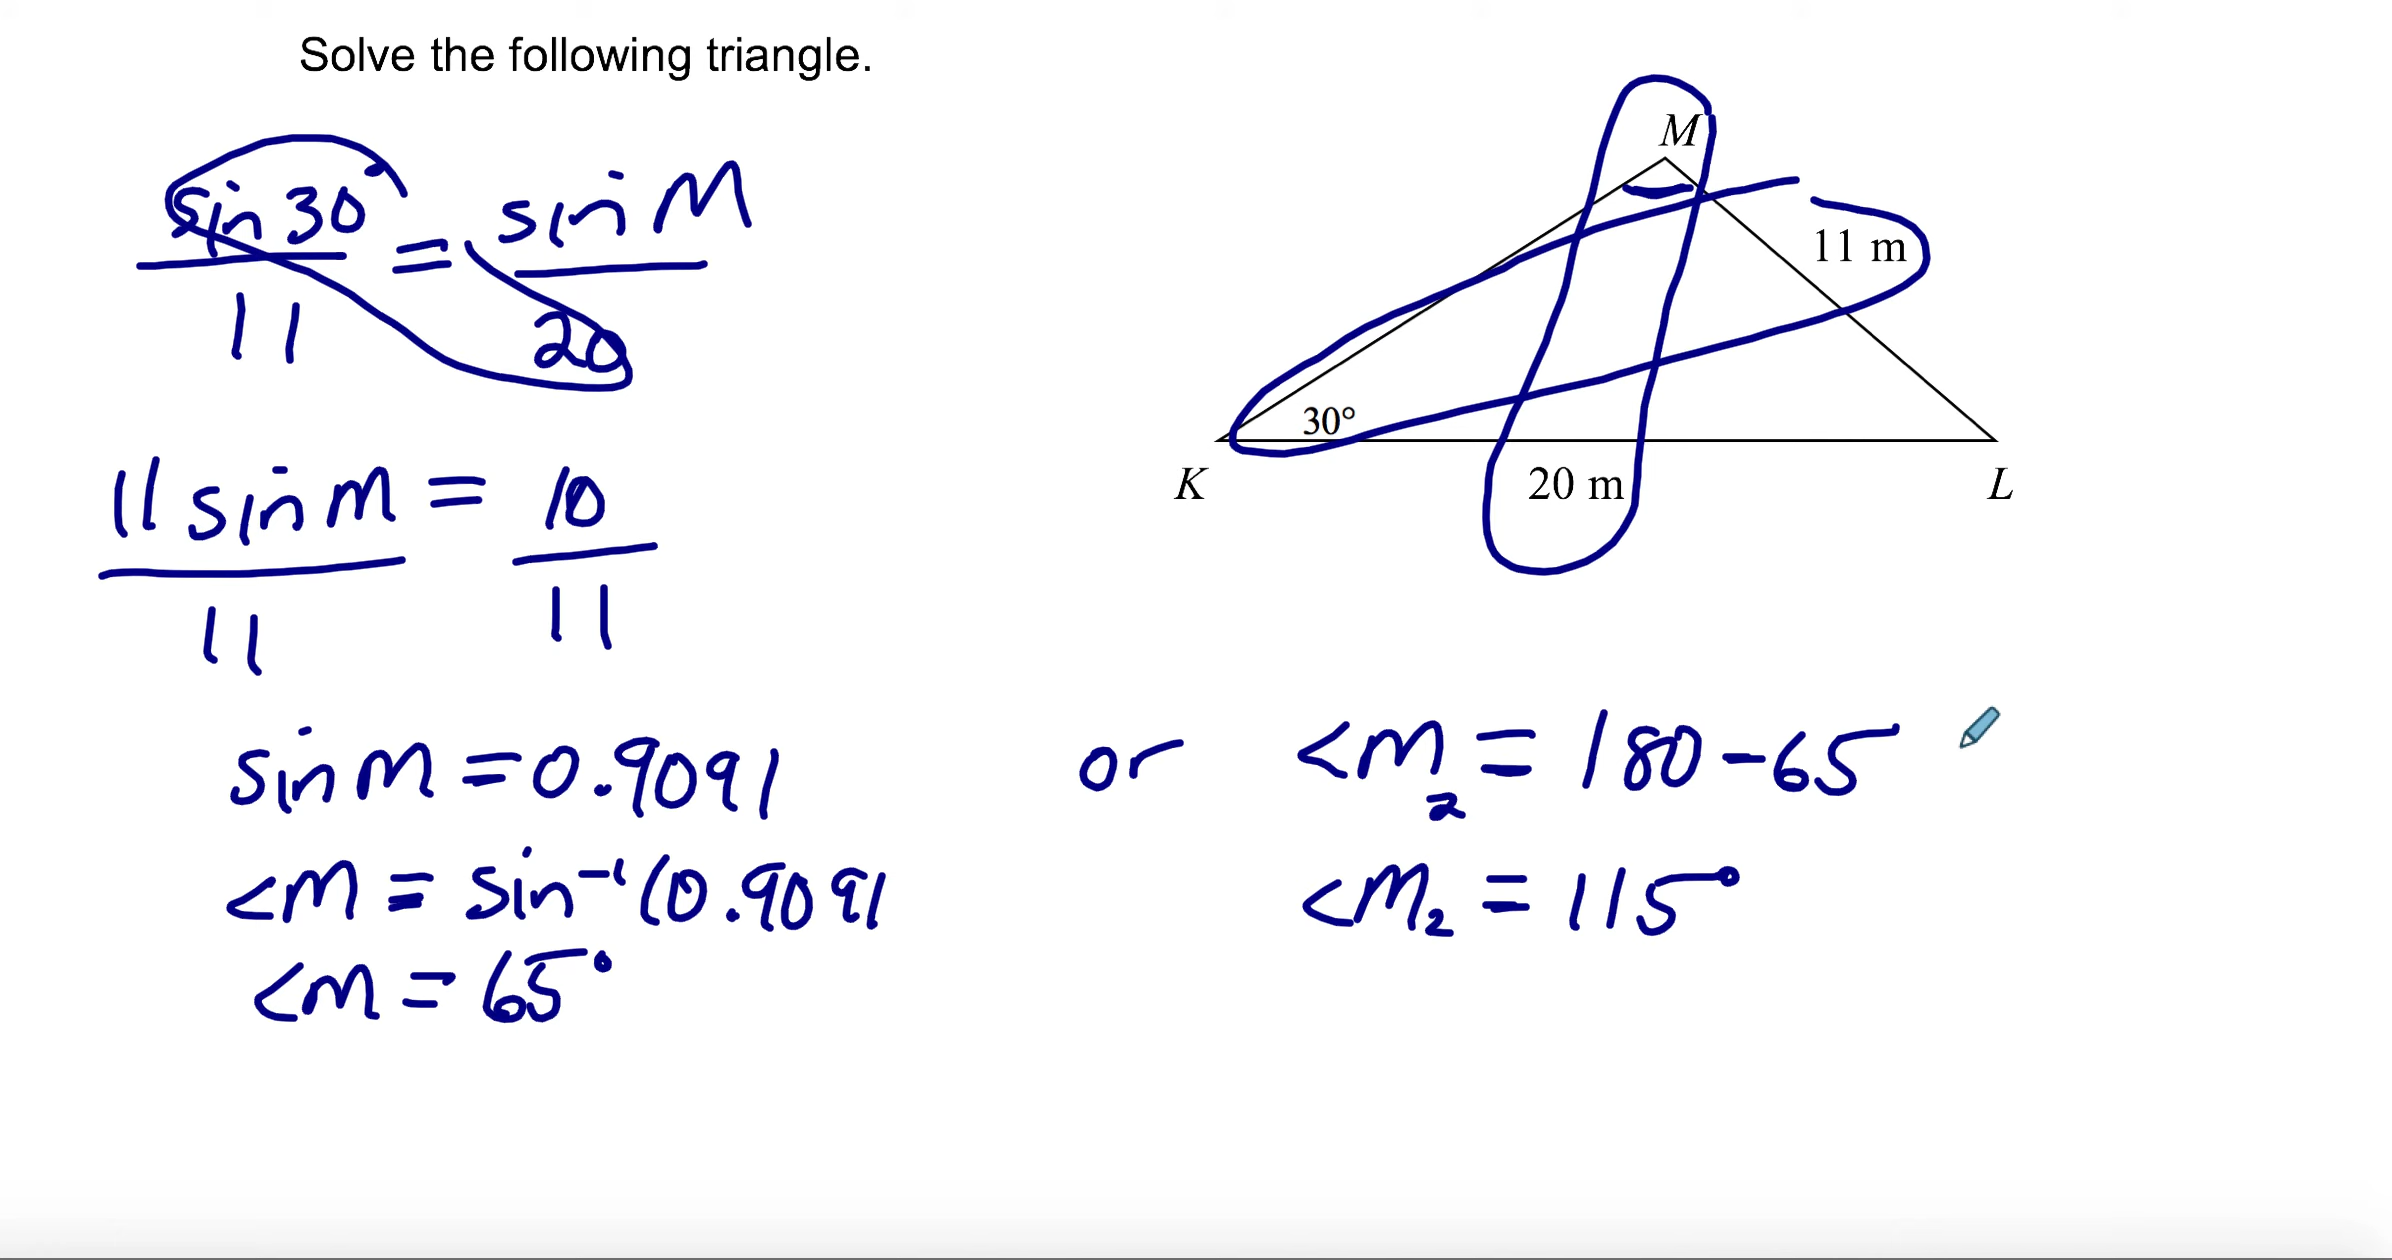 Solve the following triangle.
sin 30° = sin M
11 20
M
11 m
30°
K 20 m L
11 sin M = 10
11 11
sin M = 0.9091
<M = sin⁻¹(0.9091
<M = 65°
or <M₂ = 180 - 65
<M₂ = 115°